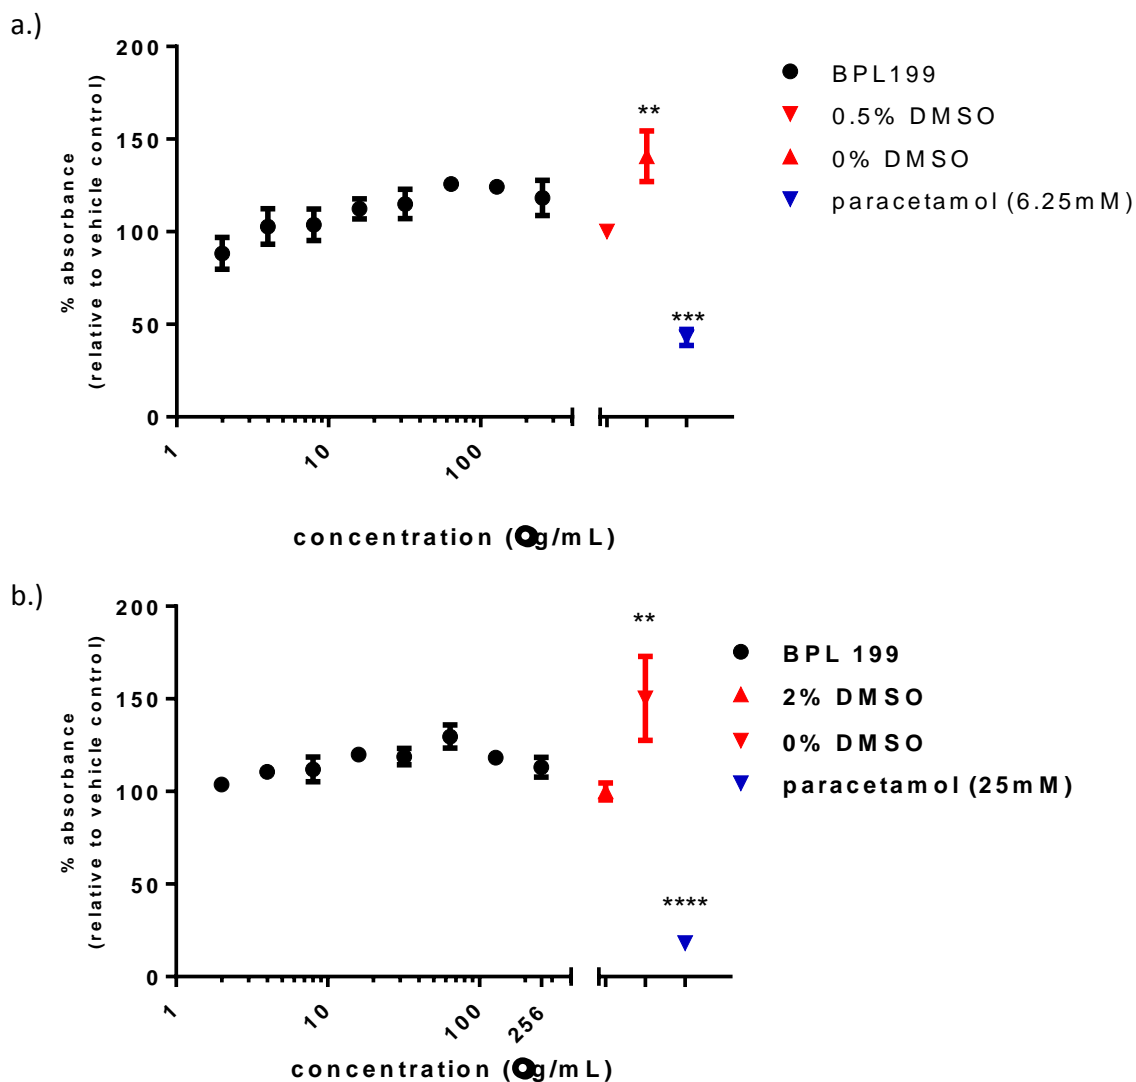 a.)
200
150
100
50
0
% absorbance
(relative to vehicle control)
1
10
100
concentration (g/mL)
**
***
BPL199
0.5% DMSO
0% DMSO
paracetamol (6.25mM)
b.)
200
150
100
50
0
% absorbance
(relative to vehicle control)
1
10
100
256
concentration (g/mL)
**
****
BPL 199
2% DMSO
0% DMSO
paracetamol (25mM)